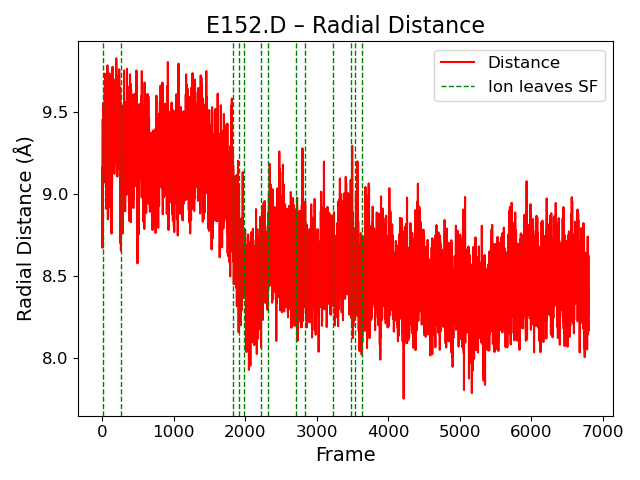 E152.D – Radial Distance
Distance
Ion leaves SF
Radial Distance (Å)
9.5
9.0
8.5
8.0
0 1000 2000 3000 4000 5000 6000 7000
Frame